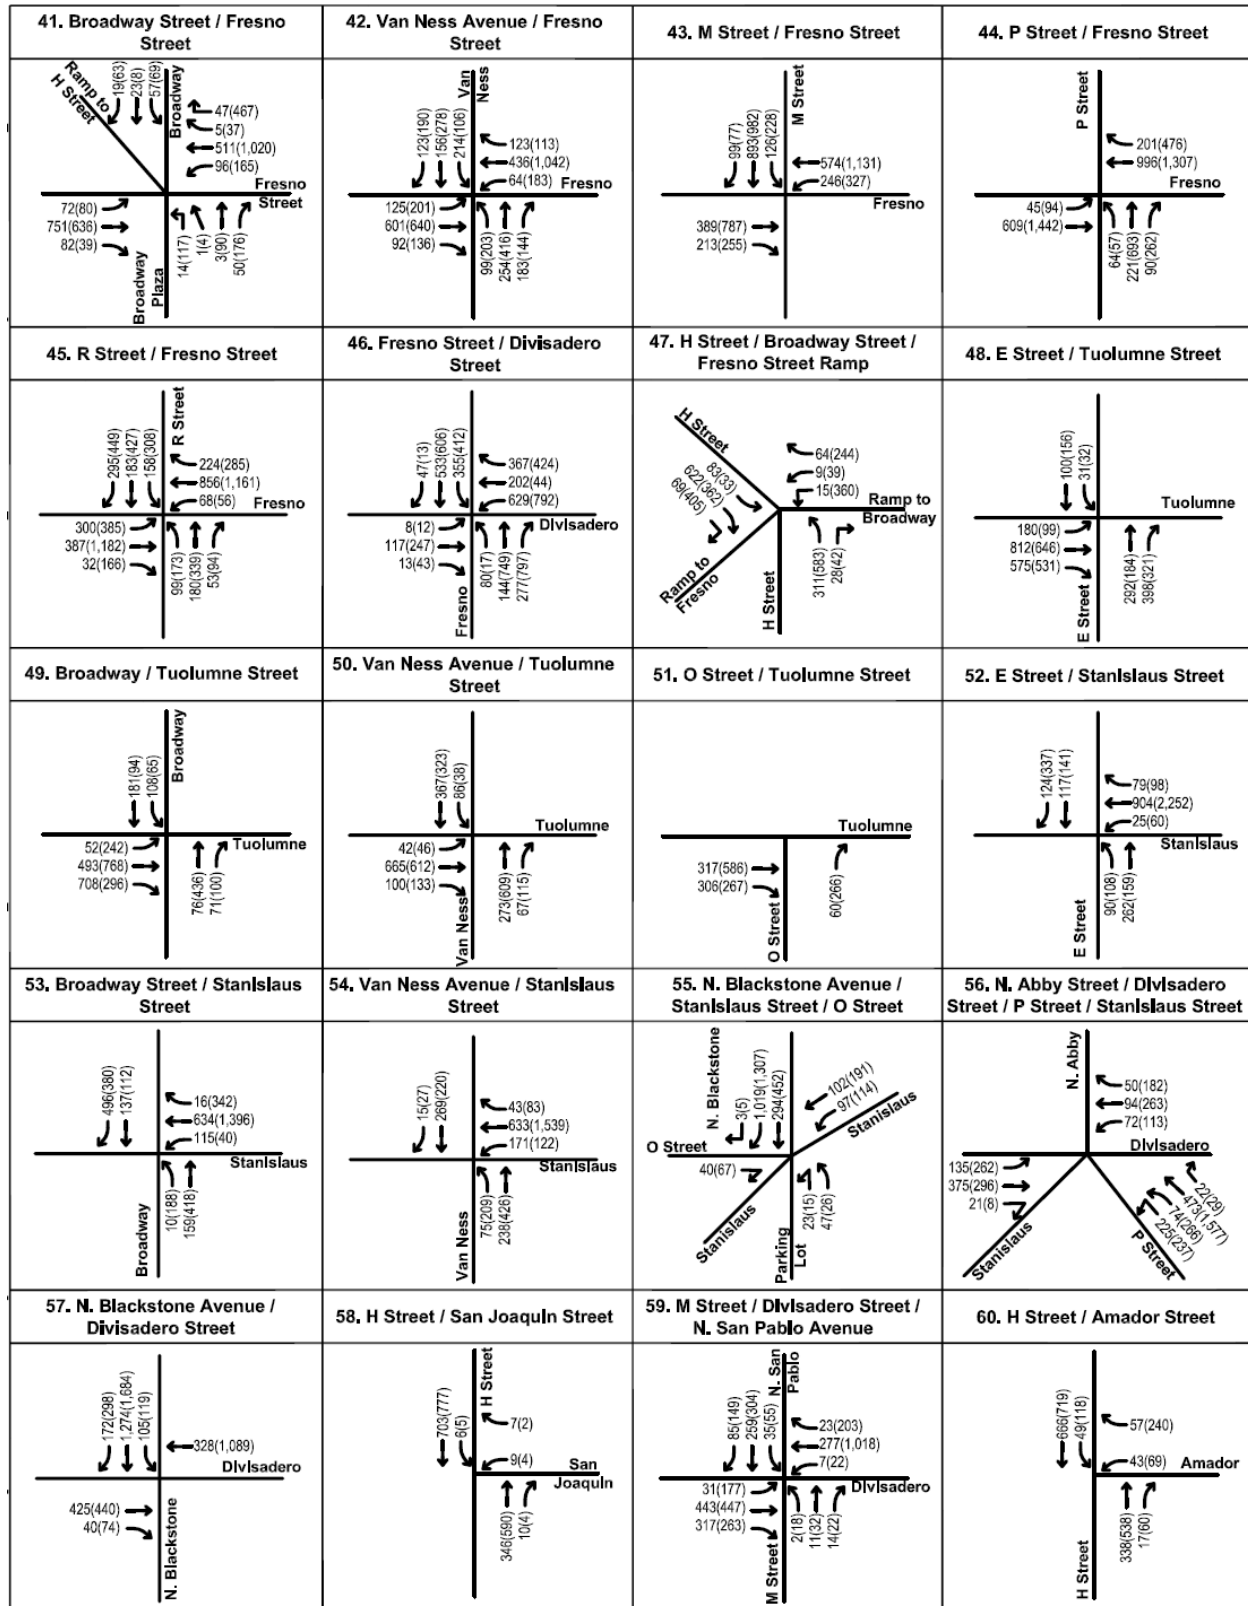 41. Broadway Street / Fresno
Street
Ramp to
H Street
19(63)
23(8)
57(69)
Broadway
47(467)
5(37)
511(1,020)
96(165)
Fresno
Street
72(80)
751(636)
82(39)
Broadway
Plaza
14(117)
1(4)
3(90)
50(176)
42. Van Ness Avenue / Fresno
Street
123(190)
156(278)
214(106)
Van
Ness
123(113)
436(1,042)
64(183)
Fresno
125(201)
601(640)
92(136)
99(203)
254(416)
183(144)
43. M Street / Fresno Street
99(77)
893(982)
126(228)
M Street
574(1,131)
246(327)
Fresno
389(787)
213(255)
44. P Street / Fresno Street
P Street
201(476)
996(1,307)
Fresno
45(94)
609(1,442)
64(57)
221(693)
90(262)
45. R Street / Fresno Street
295(449)
183(427)
158(308)
R Street
224(285)
856(1,161)
68(56)
Fresno
300(385)
387(1,182)
32(166)
99(173)
180(339)
53(94)
46. Fresno Street / Divisadero
Street
47(13)
533(606)
355(412)
367(424)
202(44)
629(792)
Divisadero
8(12)
117(247)
13(43)
Fresno
80(17)
144(749)
277(797)
47. H Street / Broadway Street /
Fresno Street Ramp
H Street
83(33)
622(362)
69(405)
64(244)
9(39)
15(360)
Ramp to
Broadway
Ramp to
Fresno
H Street
311(583)
28(42)
48. E Street / Tuolumne Street
100(156)
31(32)
Tuolumne
180(99)
812(646)
575(531)
E Street
292(184)
398(321)
49. Broadway / Tuolumne Street
181(94)
108(65)
Broadway
Tuolumne
52(242)
493(768)
708(296)
76(436)
71(100)
50. Van Ness Avenue / Tuolumne
Street
367(323)
86(38)
Tuolumne
42(46)
665(612)
100(133)
Van Ness
273(609)
67(115)
51. O Street / Tuolumne Street
Tuolumne
317(586)
306(267)
O Street
60(266)
52. E Street / Stanislaus Street
124(337)
117(141)
79(98)
904(2,252)
25(60)
Stanislaus
E Street
90(108)
262(159)
53. Broadway Street / Stanislaus
Street
496(380)
137(112)
16(342)
634(1,396)
115(40)
Stanislaus
Broadway
10(188)
159(418)
54. Van Ness Avenue / Stanislaus
Street
15(27)
269(220)
43(83)
633(1,539)
171(122)
Stanislaus
Van Ness
75(209)
238(426)
55. N. Blackstone Avenue /
Stanislaus Street / O Street
N. Blackstone
3(5)
1,019(1,307)
294(452)
102(191)
97(114)
Stanislaus
O Street
40(67)
Stanislaus
Parking
Lot
23(15)
47(26)
56. N. Abby Street / Divisadero
Street / P Street / Stanislaus Street
N. Abby
50(182)
94(263)
72(113)
Divisadero
135(262)
375(296)
21(8)
Stanislaus
22(29)
473(1,577)
74(266)
225(237)
P Street
57. N. Blackstone Avenue /
Divisadero Street
172(298)
1,274(1,684)
105(119)
328(1,089)
Divisadero
425(440)
40(74)
N. Blackstone
58. H Street / San Joaquin Street
703(777)
6(5)
H Street
7(2)
9(4)
San
Joaquin
346(590)
10(4)
59. M Street / Divisadero Street /
N. San Pablo Avenue
85(149)
259(304)
35(55)
N. San
Pablo
23(203)
277(1,018)
7(22)
Divisadero
31(177)
443(447)
317(263)
M Street
2(18)
11(32)
14(22)
60. H Street / Amador Street
666(719)
49(118)
57(240)
43(69)
Amador
H Street
338(538)
17(60)